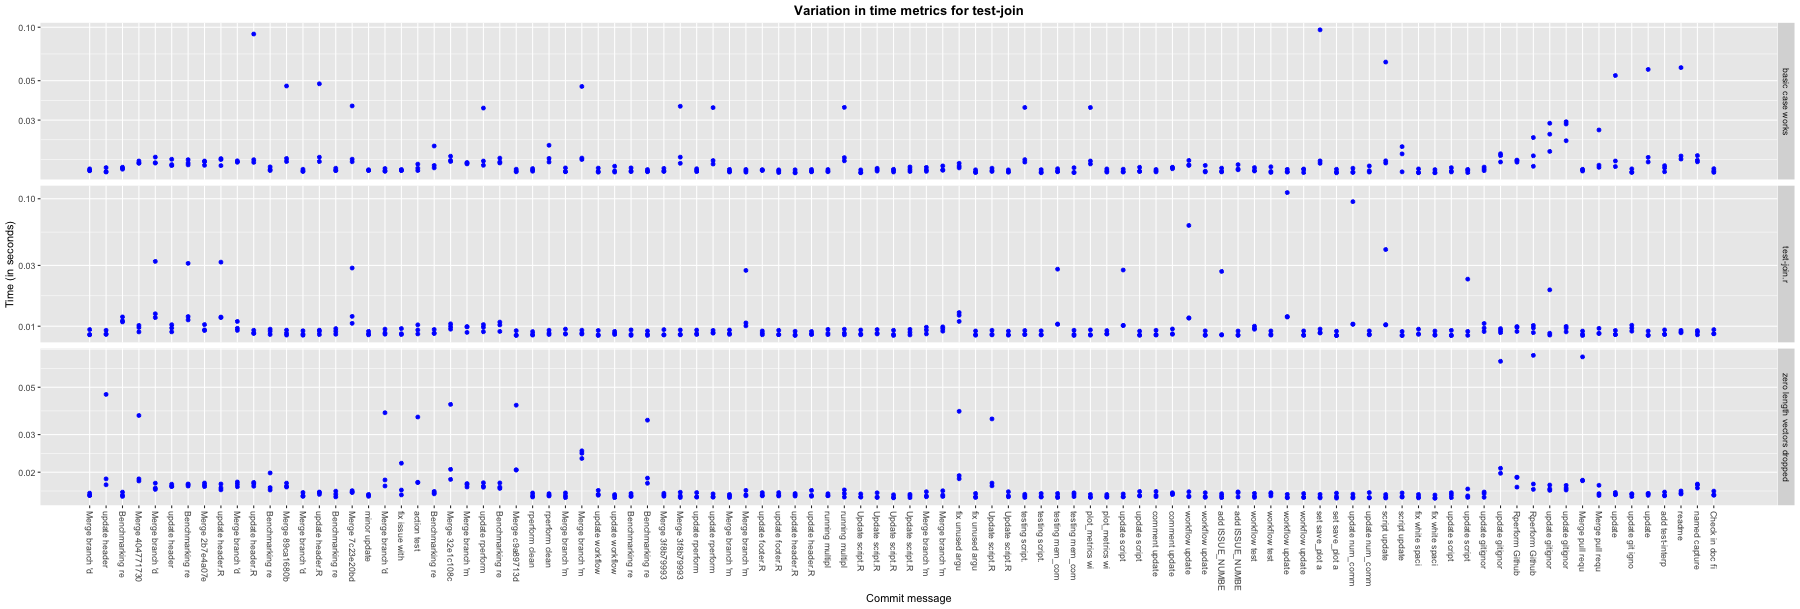 Variation in time metrics for test-join
Time (in seconds)
0.10
0.05
0.03
basic case works
0.10
0.03
0.01
test-join.r
0.05
0.03
0.02
zero length vectors dropped
Merge branch 'd
update header
Benchmarking re
Merge 404771730
Merge branch 'd
update header
Benchmarking re
Merge 2b7e4a07e
update header.R
Merge branch 'd
update header.R
Benchmarking re
Merge 89ca1680b
Merge branch 'd
update header.R
Benchmarking re
Merge 7c23e20bd
minor update
Merge branch 'd
fix issue with
action test
Benchmarking re
Merge 32e1c108c
Merge branch 'm
update rperform
Benchmarking re
Merge c9a89713d
rperform clean
rperform clean
Merge branch 'm
Merge branch 'm
update workflow
update workflow
Benchmarking re
Benchmarking re
Merge 3f8b79993
Merge 3f8b79993
update rperform
update rperform
Merge branch 'm
Merge branch 'm
update footer.R
update footer.R
update header.R
update header.R
running multipl
running multipl
Update script.R
Update script.R
Update script.R
Update script.R
Merge branch 'm
Merge branch 'm
fix unused argu
fix unused argu
Update script.R
Update script.R
testing script.
testing script.
testing mem_com
testing mem_com
plot_metrics wi
plot_metrics wi
update script
update script
comment update
comment update
workflow update
workflow update
add ISSUE_NUMBE
add ISSUE_NUMBE
workflow test
workflow test
workflow update
workflow update
set save_plot a
set save_plot a
update num_comm
update num_comm
script update
script update
fix white spaci
fix white spaci
update script
update script
update gitignor
update gitignor
Rperform Github
Rperform Github
update gitignor
update gitignor
Merge pull requ
Merge pull requ
update
update git igno
update
add test-interp
readme
named capture
Check in doc fi
Commit message